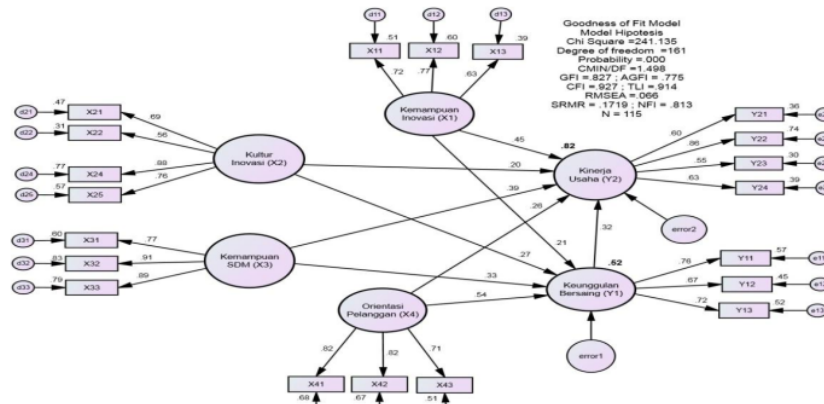 d11
d12
d13
.51
.60
.39
X11
X12
X13
.72
.77
.63
Goodness of Fit Model
Model Hipotesis
Chi Square =241.135
Degree of freedom =161
Probability =.000
CMIN/DF =1.498
GFI =.827 ; AGFI =.775
CFI =.927 ; TLI =.914
RMSEA =.066
SRMR = .1719 ; NFI = .813
N = 115
Kemampuan
Inovasi (X1)
d21
.47
X21
.69
d22
.31
X22
.56
d24
.77
X24
.88
.57
X25
.76
Kultur
Inovasi (X2)
.45
.20
.39
.26
.21
.27
.32
.33
.54
.82
Kinerja
Usaha (Y2)
Y21
.36
.60
Y22
.74
.86
Y23
.30
.55
Y24
.39
.63
error2
d31
.60
X31
.77
d32
.83
X32
.91
d33
.79
X33
.89
Kemampuan
SDM (X3)
.52
Keunggulan
Bersaing (Y1)
Y11
.57
.76
Y12
.45
.67
Y13
.52
.72
error1
Orientasi
Pelanggan (X4)
.82
.82
.71
X41
X42
X43
.68
.67
.51